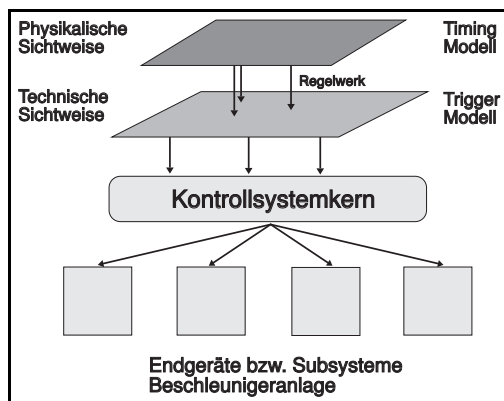 Physikalische
Sichtweise
Timing
Modell
Regelwerk
Technische
Sichtweise
Trigger
Modell
Kontrollsystemkern
Endgeräte bzw. Subsysteme
Beschleunigeranlage